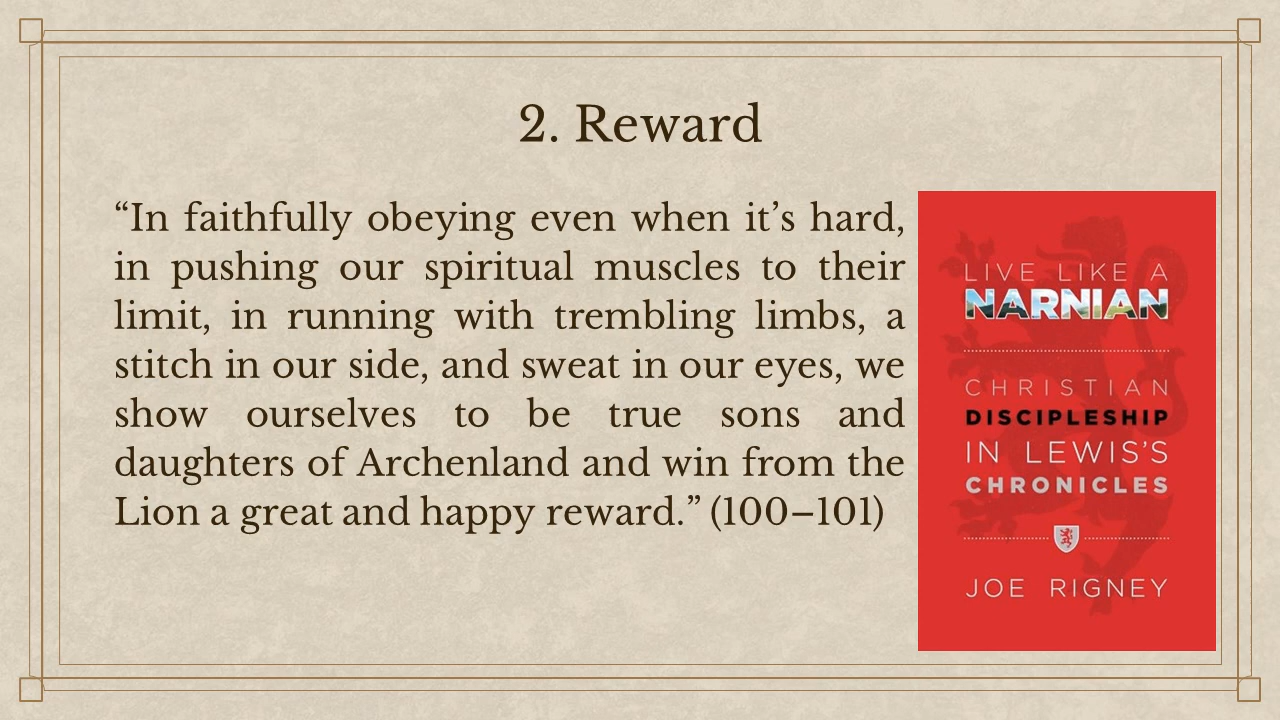 2. Reward
“In faithfully obeying even when it’s hard,
in pushing our spiritual muscles to their
limit, in running with trembling limbs, a
stitch in our side, and sweat in our eyes, we
show ourselves to be true sons and
daughters of Archenland and win from the
Lion a great and happy reward.” (100–101)
LIVE LIKE A
NARNIAN
CHRISTIAN
DISCIPLESHIP
IN LEWIS’S
CHRONICLES
JOE RIGNEY